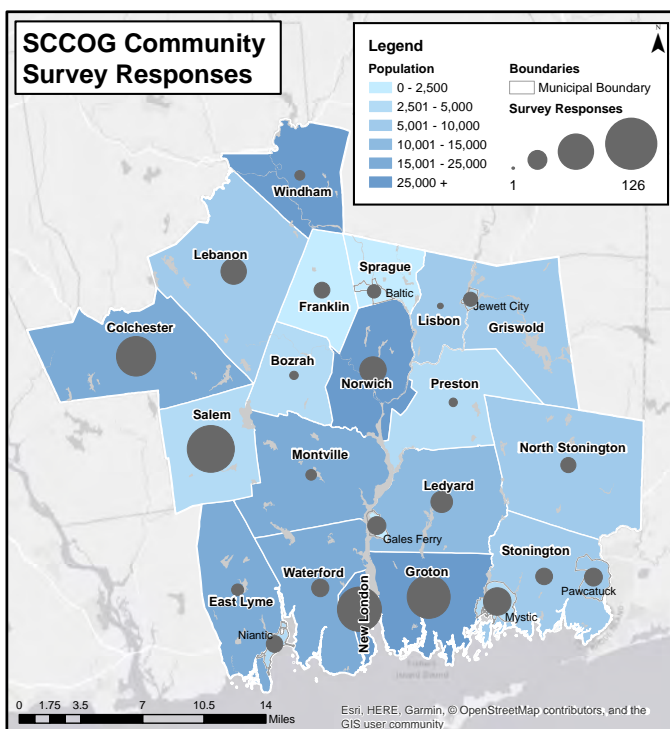 SCCOG Community
Survey Responses
Legend
Population
0 - 2,500
2,501 - 5,000
5,001 - 10,000
10,001 - 15,000
15,001 - 25,000
25,000 +
Boundaries
Municipal Boundary
Survey Responses
1
126
N
Windham
Lebanon
Sprague
Baltic
Franklin
Jewett City
Lisbon
Griswold
Colchester
Bozrah
Norwich
Preston
Salem
Montville
North Stonington
Ledyard
Gales Ferry
Stonington
Waterford
Groton
Pawcatuck
East Lyme
New London
Mystic
Niantic
0 1.75 3.5 7 10.5 14
Miles
Esri, HERE, Garmin, © OpenStreetMap contributors, and the
GIS user community